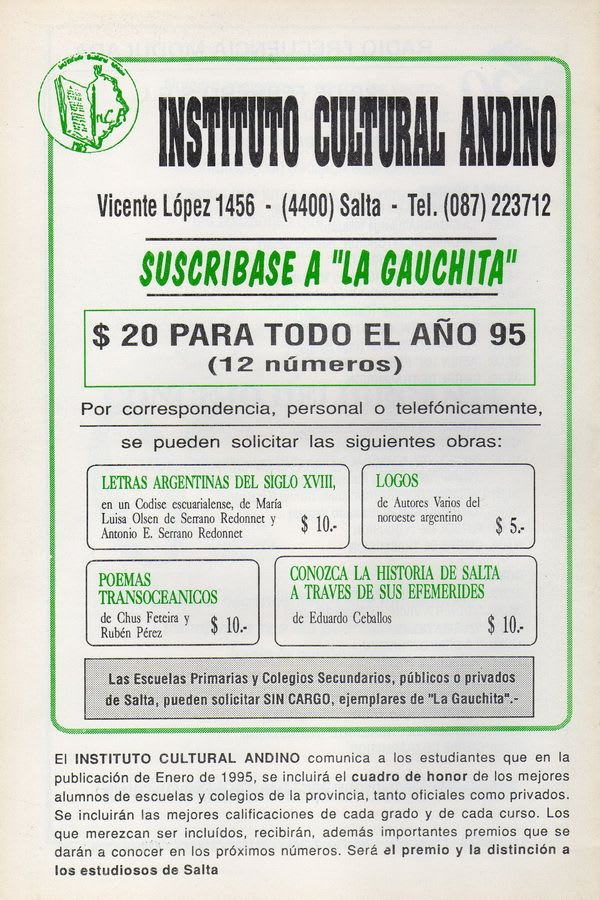 INSTITUTO CULTURAL ANDINO
Vicente López 1456 - (4400) Salta - Tel. (087) 223712
SUSCRIBASE A "LA GAUCHITA"
$ 20 PARA TODO EL AÑO 95
(12 números)
Por correspondencia, personal o telefónicamente,
se pueden solicitar las siguientes obras:
LETRAS ARGENTINAS DEL SIGLO XVIII,
en un Codise escuarialense, de María
Luisa Olsen de Serrano Redonnet y
Antonio E. Serrano Redonnet
$ 10.-
LOGOS
de Autores Varios del
noroeste argentino
$ 5.-
POEMAS
TRANSOCEANICOS
de Chus Feteira y
Rubén Pérez
$ 10.-
CONOZCA LA HISTORIA DE SALTA
A TRAVES DE SUS EFEMERIDES
de Eduardo Ceballos
$ 10.-
Las Escuelas Primarias y Colegios Secundarios, públicos o privados
de Salta, pueden solicitar SIN CARGO, ejemplares de "La Gauchita".-
El INSTITUTO CULTURAL ANDINO comunica a los estudiantes que en la
publicación de Enero de 1995, se incluirá el cuadro de honor de los mejores
alumnos de escuelas y colegios de la provincia, tanto oficiales como privados.
Se incluirán las mejores calificaciones de cada grado y de cada curso. Los
que merezcan ser incluídos, recibirán, además importantes premios que se
darán a conocer en los próximos números. Será el premio y la distinción a
los estudiosos de Salta